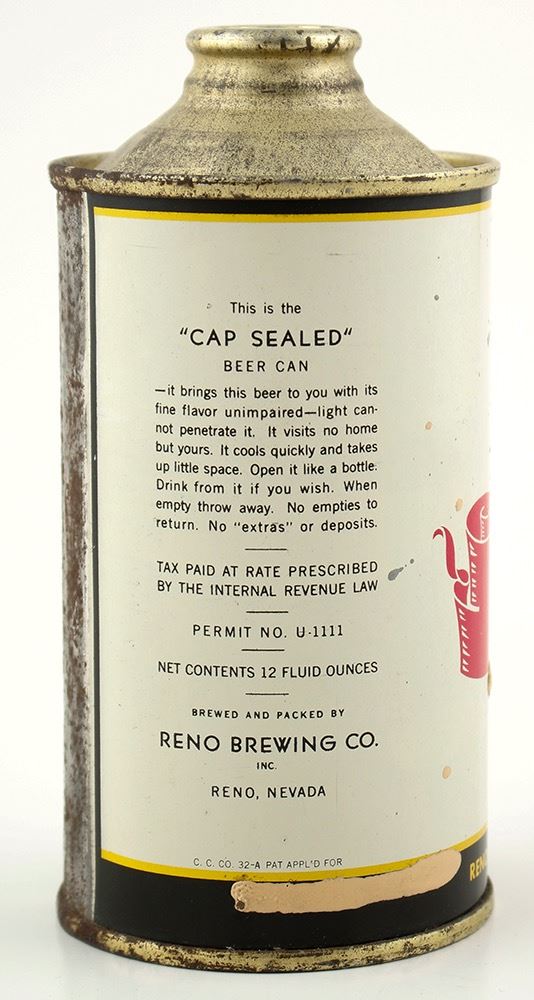 This is the
"CAP SEALED"
BEER CAN
—it brings this beer to you with its
fine flavor unimpaired—light can-
not penetrate it. It visits no home
but yours. It cools quickly and takes
up little space. Open it like a bottle.
Drink from it if you wish. When
empty throw away. No empties to
return. No "extras" or deposits.
TAX PAID AT RATE PRESCRIBED
BY THE INTERNAL REVENUE LAW
PERMIT NO. U-1111
NET CONTENTS 12 FLUID OUNCES
BREWED AND PACKED BY
RENO BREWING CO.
INC.
RENO, NEVADA
C. C. CO. 32-A PAT APPL'D FOR